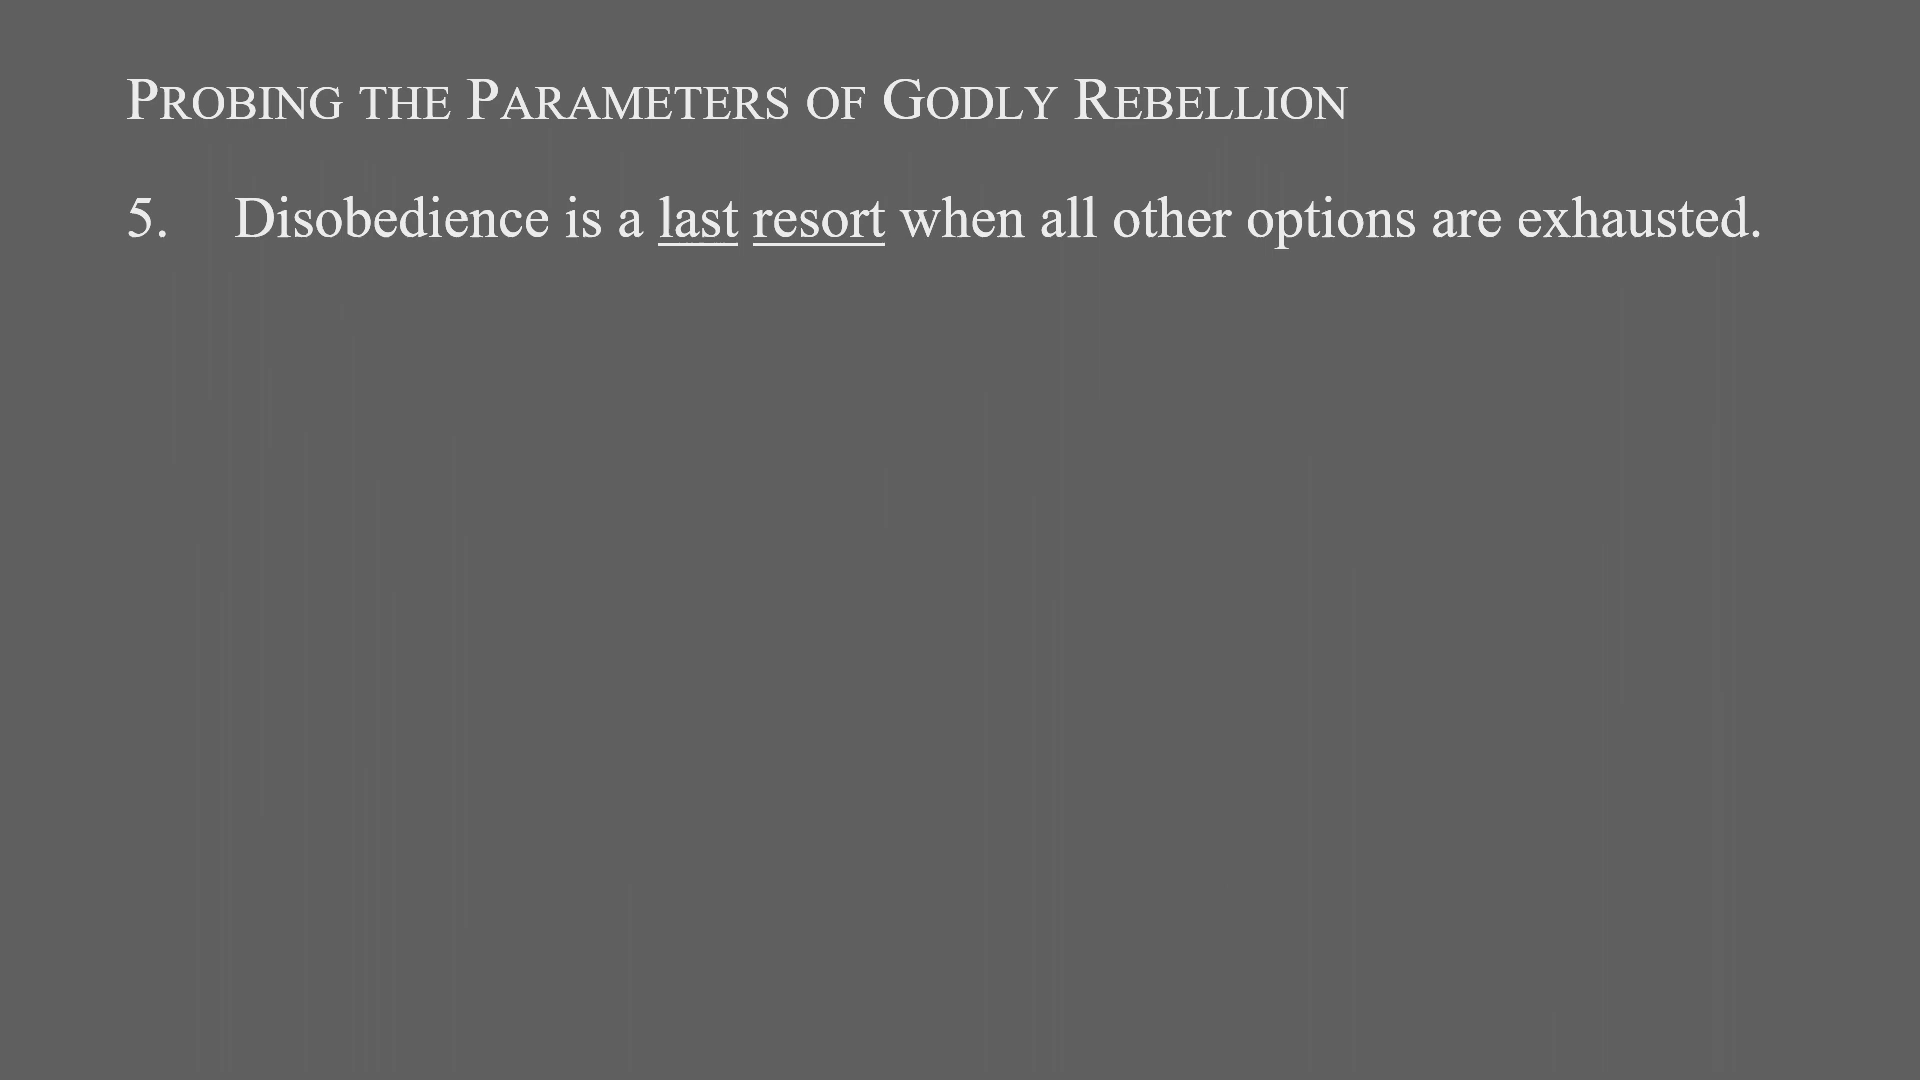 PROBING THE PARAMETERS OF GODLY REBELLION
5. Disobedience is a last resort when all other options are exhausted.